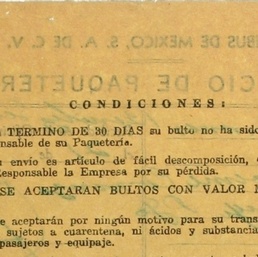 IBUS DE MEXICO, S. A. DE C. V.
CIO DE PAQUETER
CONDICIONES:
TERMINO DE 30 DIAS su bulto no ha sido
nsable de su Paquetería.
envío es artículo de fácil descomposición,
Responsable la Empresa por su pérdida.
SE ACEPTARAN BULTOS CON VALOR
e aceptarán por ningún motivo para su trans
sujetos a cuarentena, ni ácidos y substancia
pasajeros y equipaje.